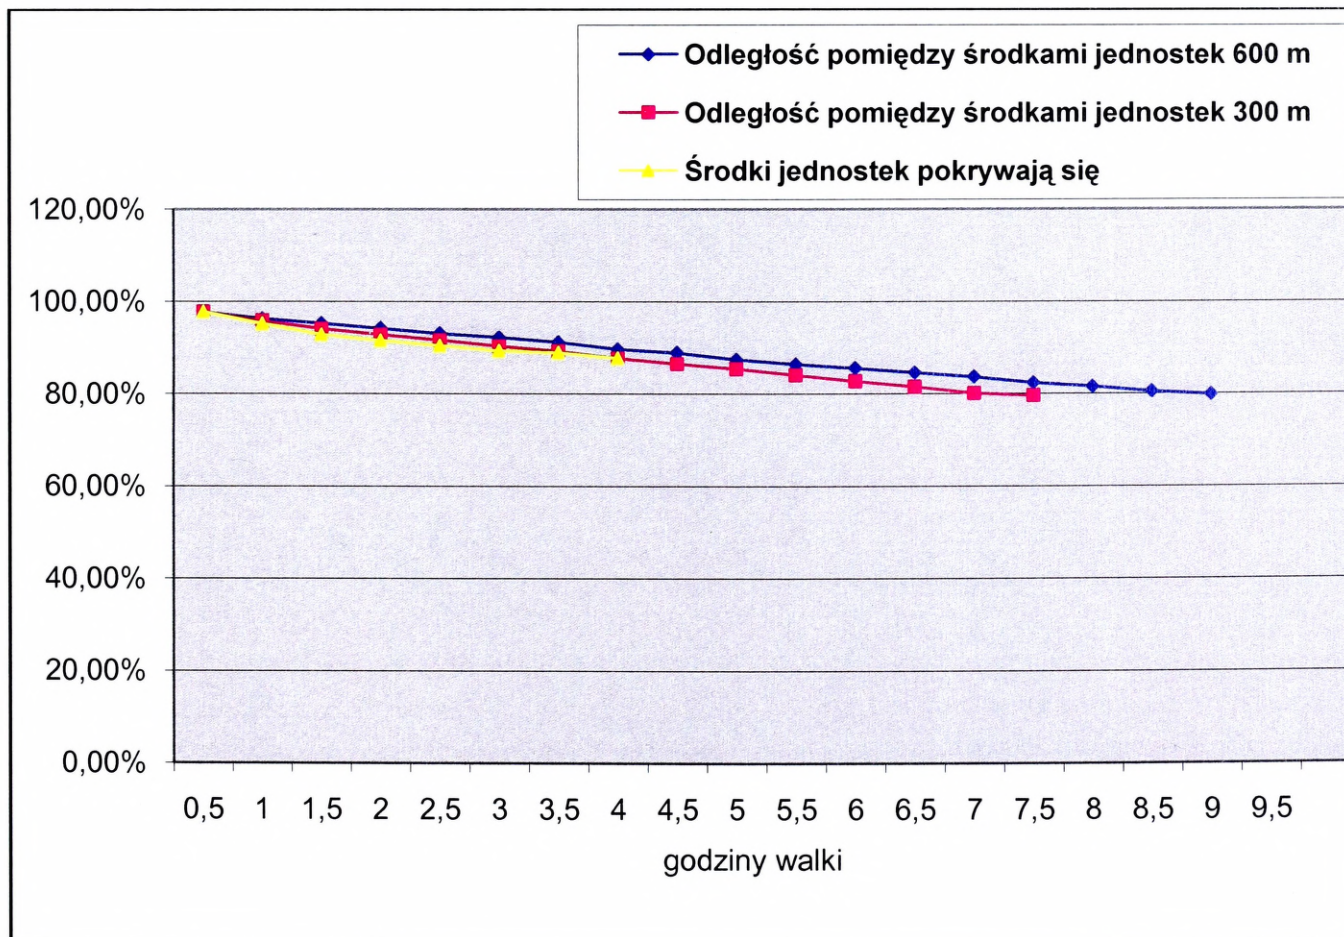 Odległość pomiędzy środkami jednostek 600 m
Odległość pomiędzy środkami jednostek 300 m
Środki jednostek pokrywają się
120,00%
100,00%
80,00%
60,00%
40,00%
20,00%
0,00%
0,5 1 1,5 2 2,5 3 3,5 4 4,5 5 5,5 6 6,5 7 7,5 8 8,5 9 9,5
godziny walki